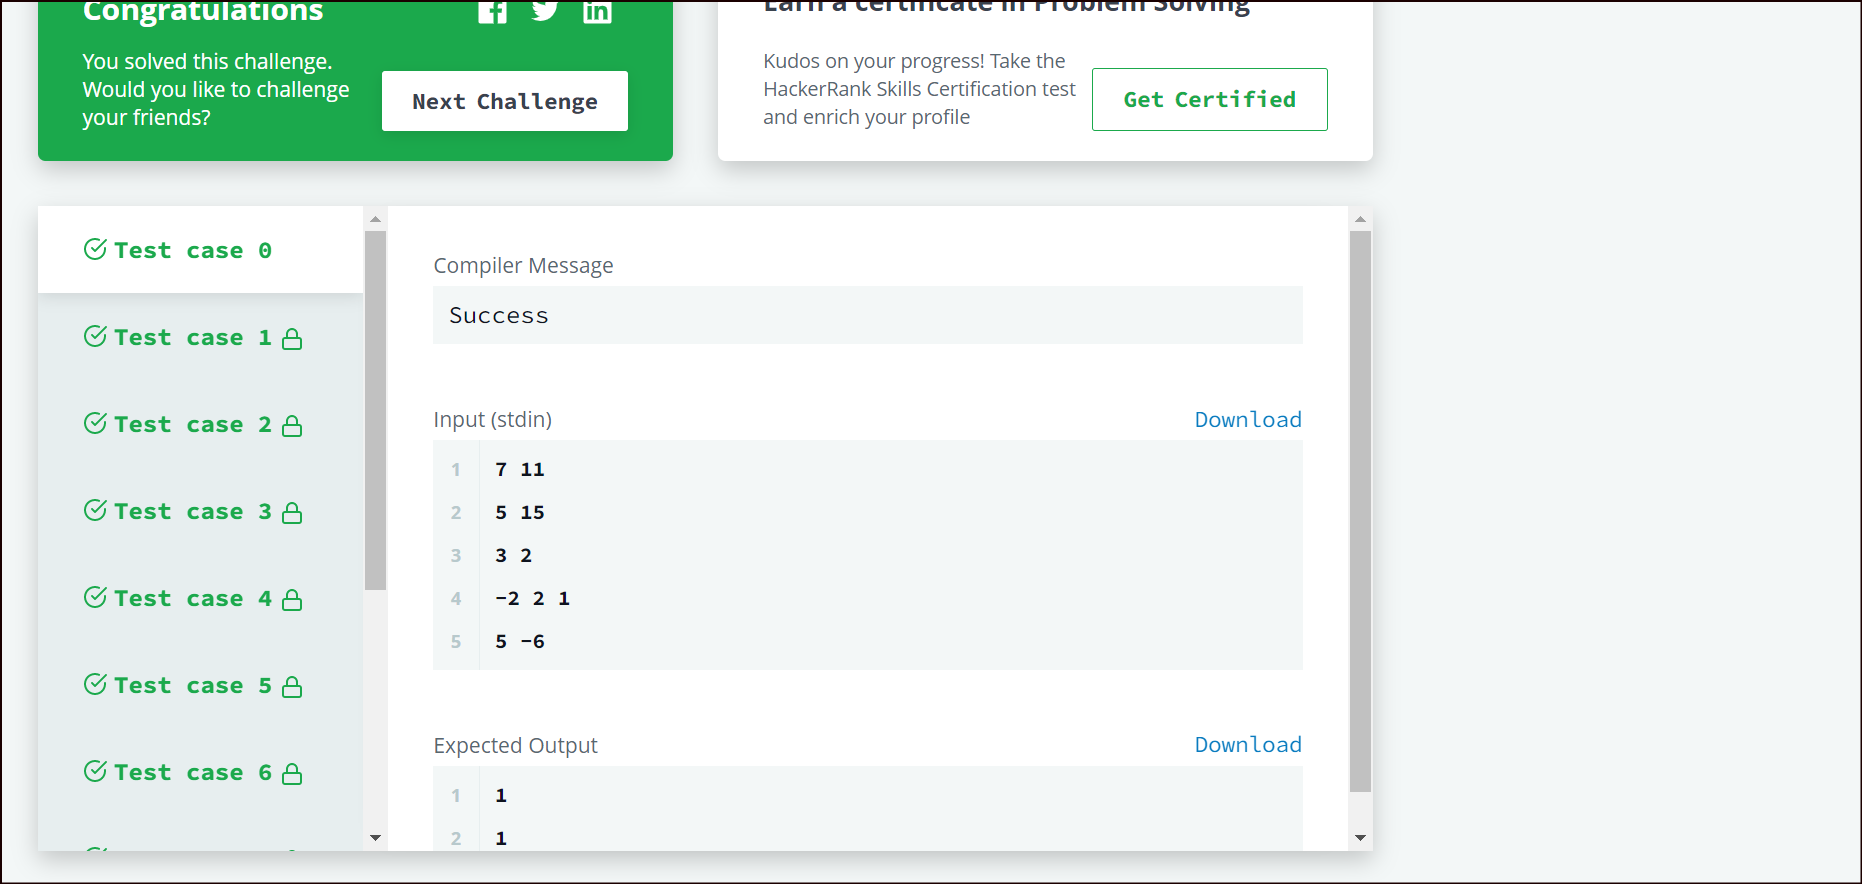 Congratulations
You solved this challenge.
Would you like to challenge
your friends?
Next Challenge
Earn a certificate in Problem Solving
Kudos on your progress! Take the
HackerRank Skills Certification test
and enrich your profile
Get Certified
Test case 0
Test case 1
Test case 2
Test case 3
Test case 4
Test case 5
Test case 6
Compiler Message
Success
Input (stdin)
Download
1 7 11
2 5 15
3 3 2
4 -2 2 1
5 5 -6
Expected Output
Download
1 1
2 1